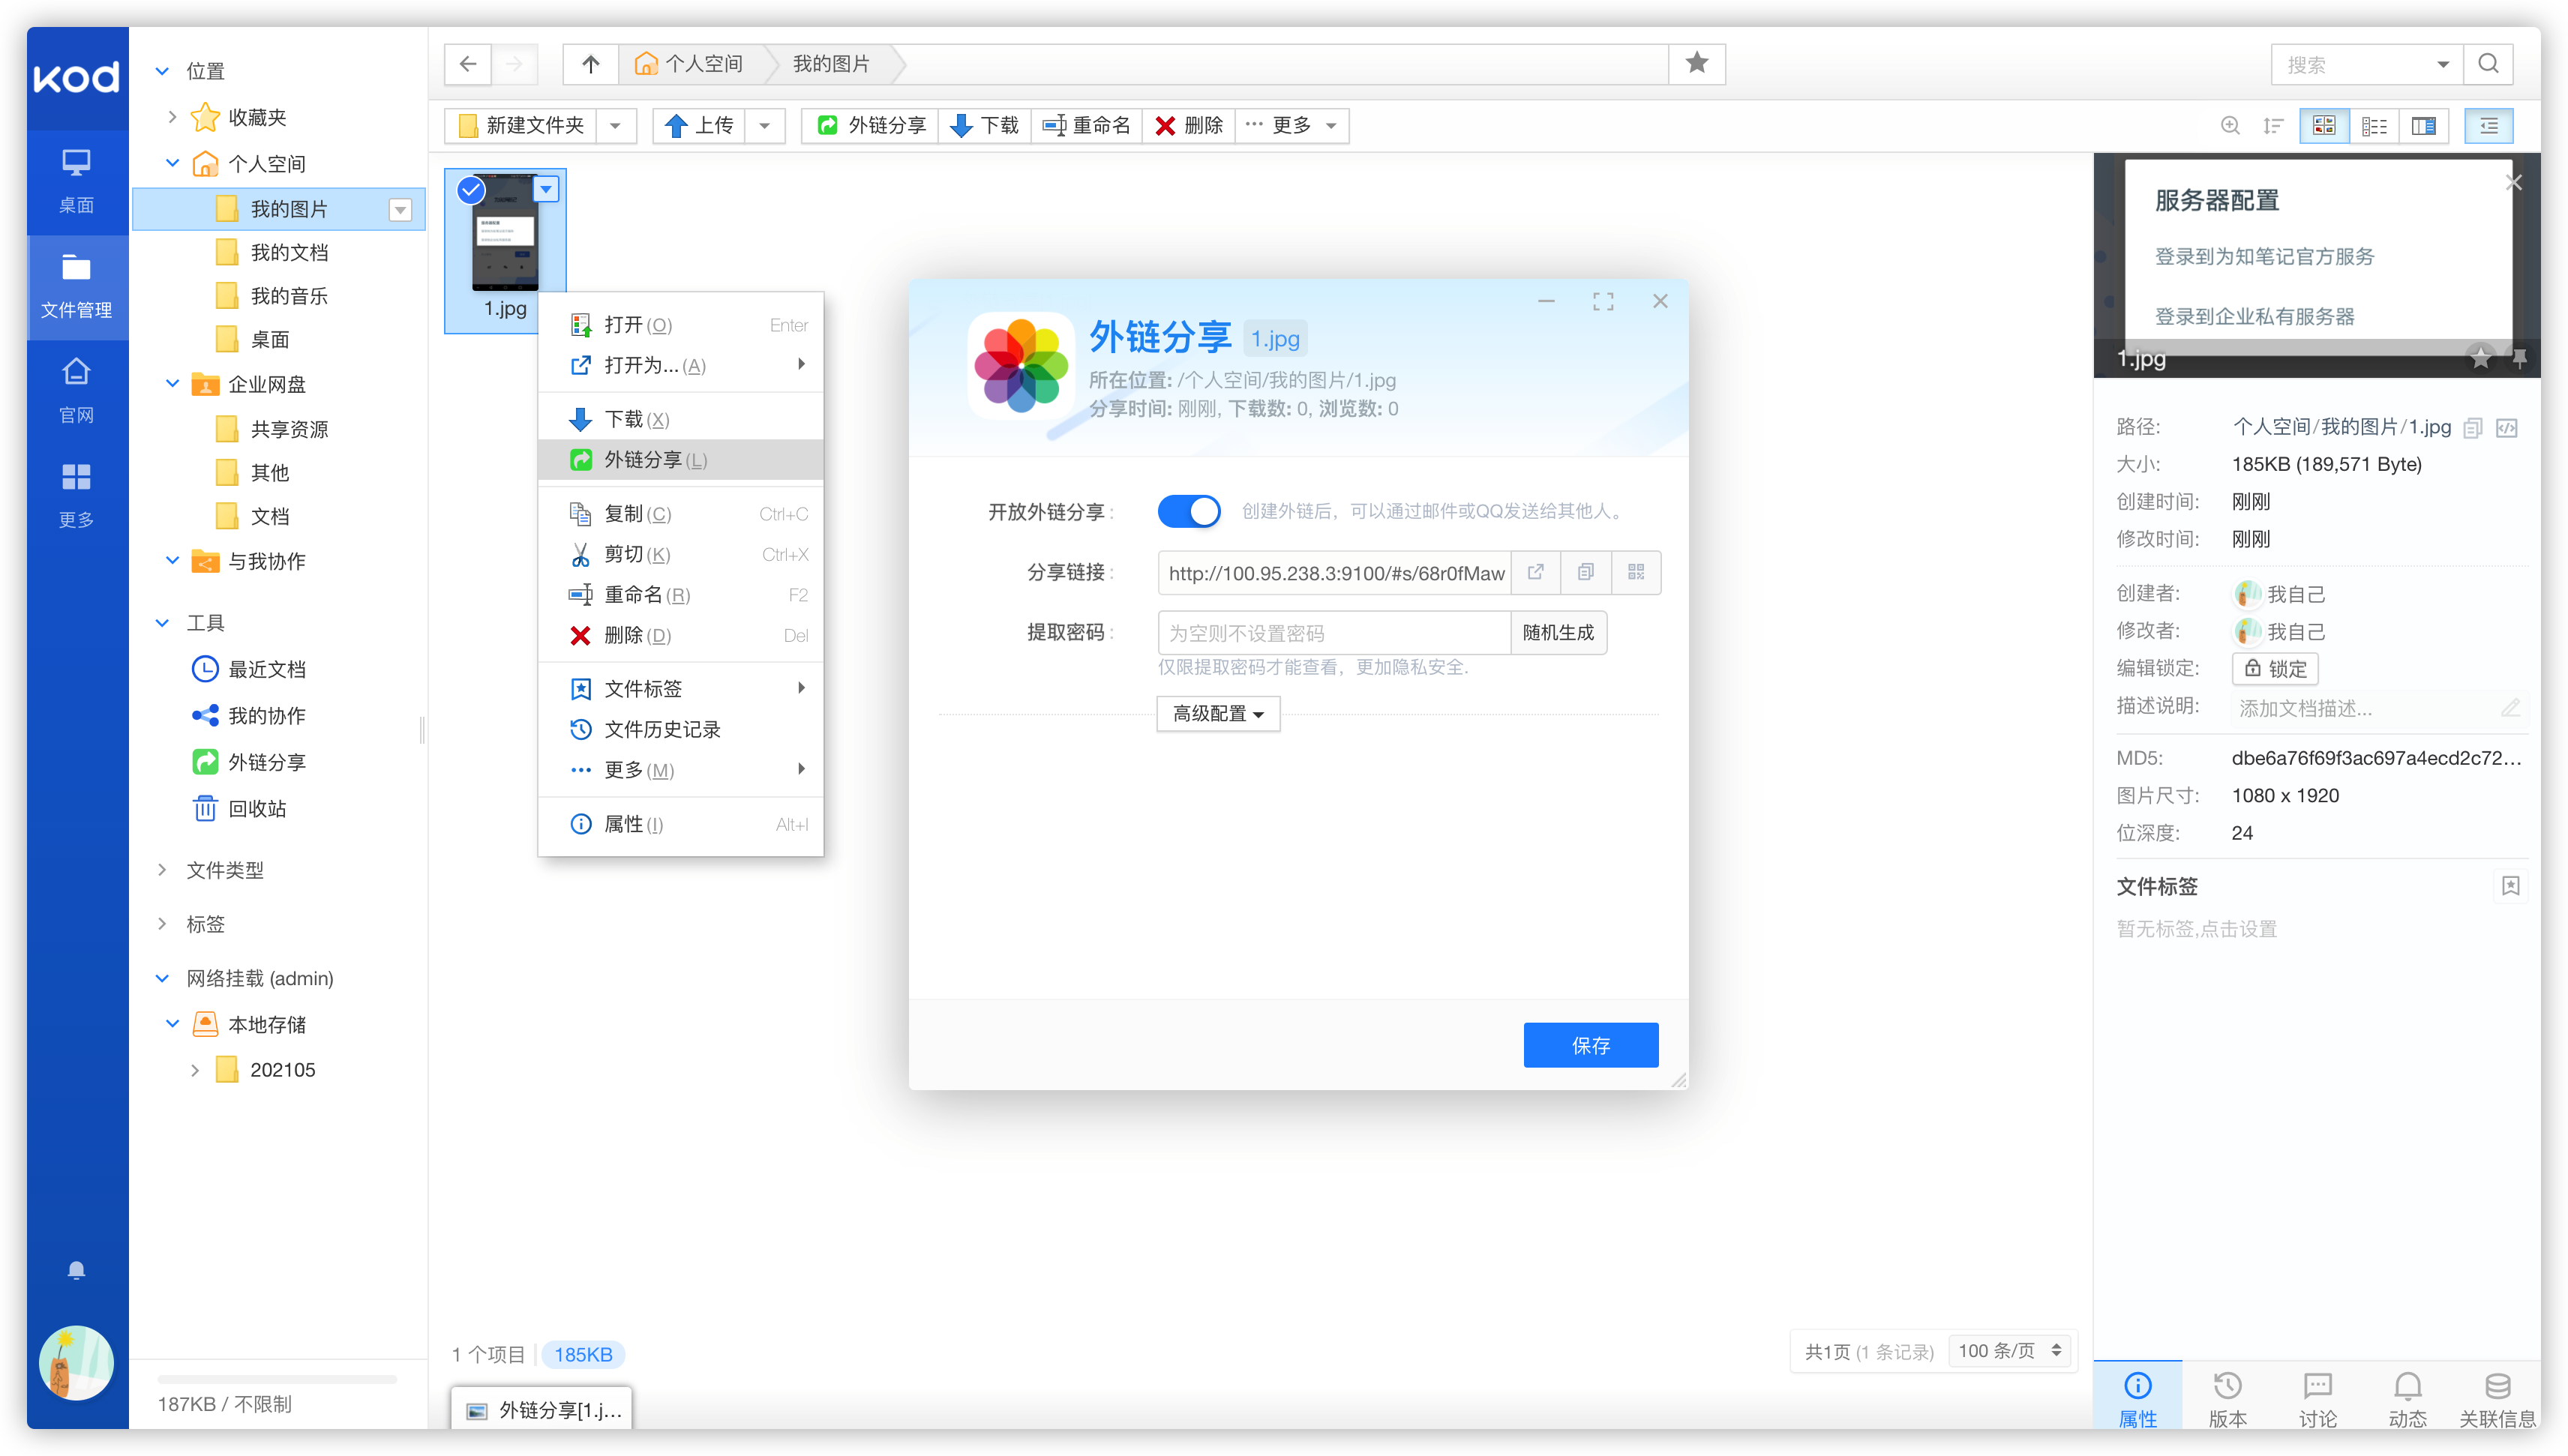 kod
桌面
文件管理
官网
更多
位置
收藏夹
个人空间
我的图片
我的文档
我的音乐
桌面
企业网盘
共享资源
其他
文档
与我协作
工具
最近文档
我的协作
外链分享
回收站
文件类型
标签
网络挂载 (admin)
本地存储
202105
187KB / 不限制
个人空间 我的图片
搜索
新建文件夹 上传 外链分享 下载 重命名 删除 更多
1.jpg
打开(O) Enter
打开为...(A)
下载(X)
外链分享(L)
复制(C) Ctrl+C
剪切(K) Ctrl+X
重命名(R) F2
删除(D) Del
文件标签
文件历史记录
更多(M)
属性(I) Alt+I
外链分享 1.jpg
所在位置: /个人空间/我的图片/1.jpg
分享时间: 刚刚, 下载数: 0, 浏览数: 0
开放外链分享: 创建外链后，可以通过邮件或QQ发送给其他人。
分享链接: http://100.95.238.3:9100/#s/68r0fMaw
提取密码: 为空则不设置密码 随机生成
仅限提取密码才能查看，更加隐私安全.
高级配置
保存
1 个项目 185KB
共1页 (1 条记录) 100 条/页
外链分享[1.j...
服务器配置
登录到为知笔记官方服务
登录到企业私有服务器
1.jpg
路径: 个人空间/我的图片/1.jpg
大小: 185KB (189,571 Byte)
创建时间: 刚刚
修改时间: 刚刚
创建者: 我自己
修改者: 我自己
编辑锁定: 锁定
描述说明: 添加文档描述...
MD5: dbe6a76f69f3ac697a4ecd2c72...
图片尺寸: 1080 x 1920
位深度: 24
文件标签
暂无标签,点击设置
属性 版本 讨论 动态 关联信息